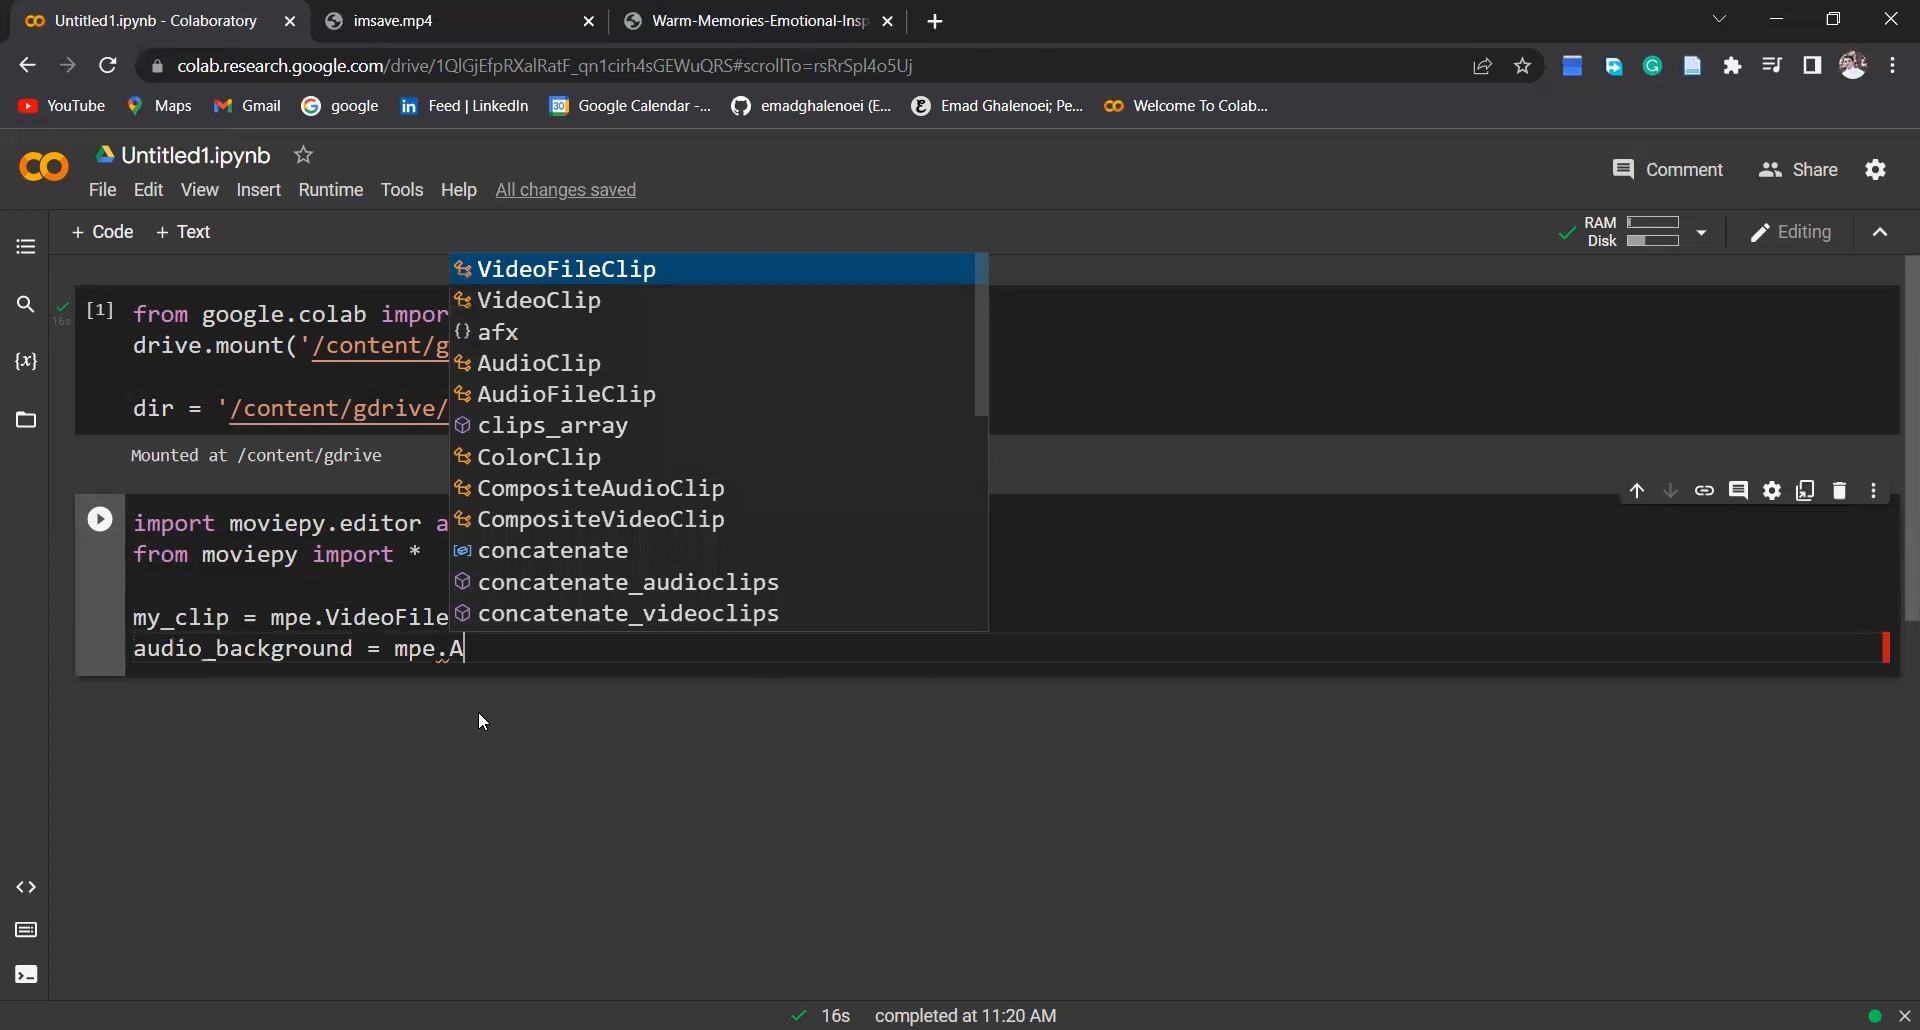 Untitled1.ipynb - Colaboratory
imsave.mp4
Warm-Memories-Emotional-Insp
colab.research.google.com/drive/1QlGjEfpRXalRatF_qn1cirh4sGEWuQRS#scrollTo=rsRrSpl4o5Uj
YouTube
Maps
Gmail
google
Feed | LinkedIn
Google Calendar -...
emadghalenoei (E...
Emad Ghalenoei; Pe...
Welcome To Colab...
Untitled1.ipynb
File Edit View Insert Runtime Tools Help All changes saved
Comment
Share
+ Code + Text
RAM
Disk
Editing
VideoFileClip
VideoClip
afx
AudioClip
AudioFileClip
clips_array
ColorClip
CompositeAudioClip
CompositeVideoClip
concatenate
concatenate_audioclips
concatenate_videoclips
16s
[1] from google.colab impor
drive.mount('/content/g
dir = '/content/gdrive/
Mounted at /content/gdrive
import moviepy.editor a
from moviepy import *
my_clip = mpe.VideoFile
audio_background = mpe.A
16s completed at 11:20 AM